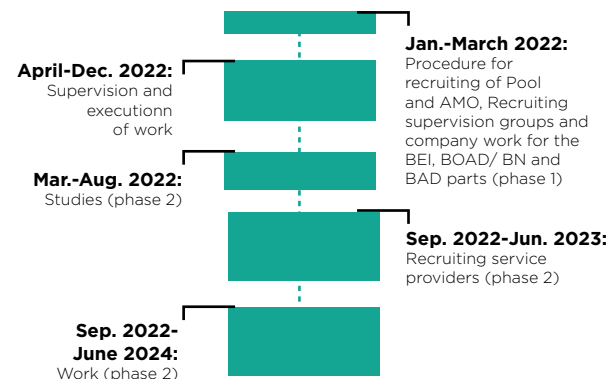 Jan.-March 2022:
Procedure for
recruiting of Pool
and AMO, Recruiting
supervision groups and
company work for the
BEI, BOAD/ BN and
BAD parts (phase 1)
April-Dec. 2022:
Supervision and
executionn
of work
Mar.-Aug. 2022:
Studies (phase 2)
Sep. 2022-Jun. 2023:
Recruiting service
providers (phase 2)
Sep. 2022-
June 2024:
Work (phase 2)